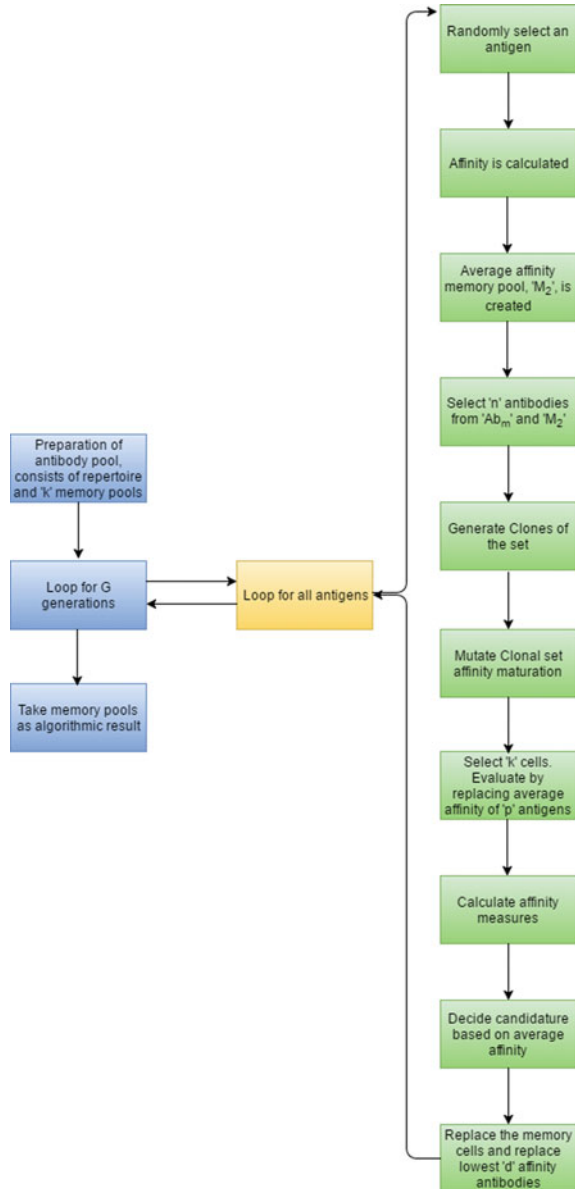 Preparation of
antibody pool,
consists of repertoire
and 'k' memory pools
Loop for G
generations
Take memory pools
as algorithmic result
Loop for all antigens
Randomly select an
antigen
Affinity is calculated
Average affinity
memory pool, 'M2', is
created
Select 'n' antibodies
from 'Abm' and 'M2'
Generate Clones of
the set
Mutate Clonal set
affinity maturation
Select 'k' cells.
Evaluate by
replacing average
affinity of 'p' antigens
Calculate affinity
measures
Decide candidature
based on average
affinity
Replace the memory
cells and replace
lowest 'd' affinity
antibodies